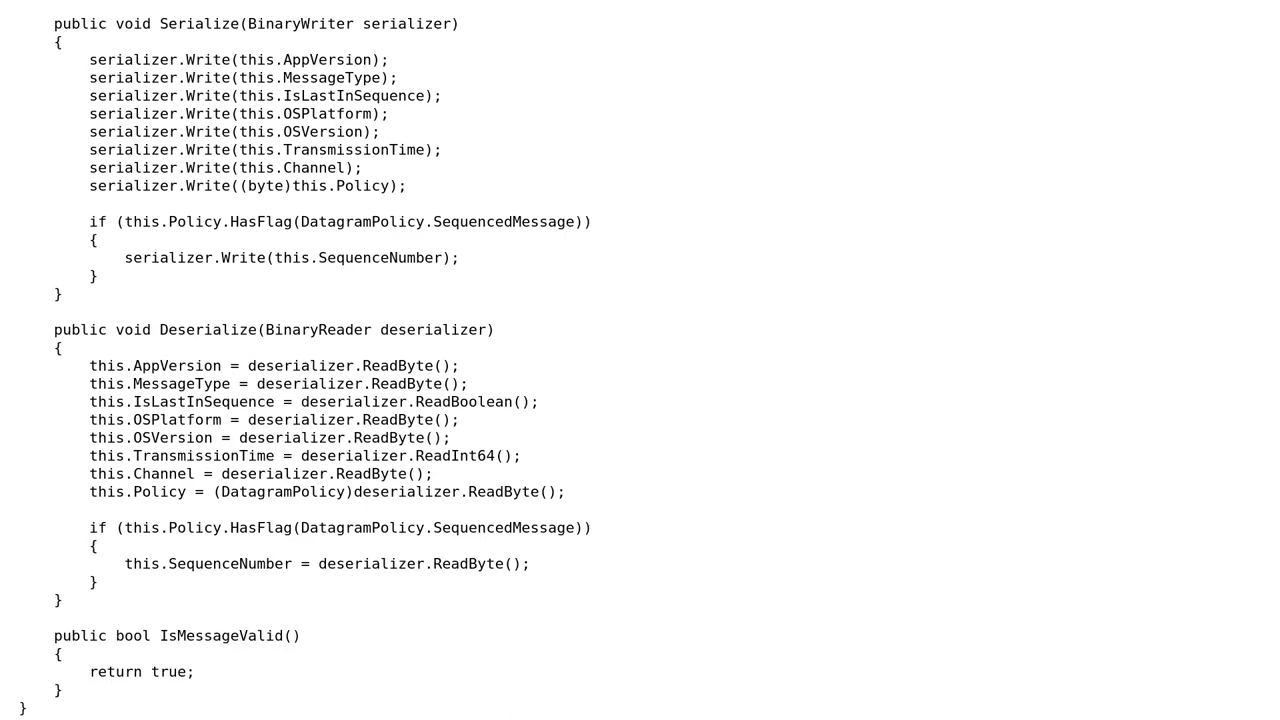 public void Serialize(BinaryWriter serializer)
{
serializer.Write(this.AppVersion);
serializer.Write(this.MessageType);
serializer.Write(this.IsLastInSequence);
serializer.Write(this.OSPlatform);
serializer.Write(this.OSVersion);
serializer.Write(this.TransmissionTime);
serializer.Write(this.Channel);
serializer.Write((byte)this.Policy);
if (this.Policy.HasFlag(DatagramPolicy.SequencedMessage))
{
serializer.Write(this.SequenceNumber);
}
}
public void Deserialize(BinaryReader deserializer)
{
this.AppVersion = deserializer.ReadByte();
this.MessageType = deserializer.ReadByte();
this.IsLastInSequence = deserializer.ReadBoolean();
this.OSPlatform = deserializer.ReadByte();
this.OSVersion = deserializer.ReadByte();
this.TransmissionTime = deserializer.ReadInt64();
this.Channel = deserializer.ReadByte();
this.Policy = (DatagramPolicy)deserializer.ReadByte();
if (this.Policy.HasFlag(DatagramPolicy.SequencedMessage))
{
this.SequenceNumber = deserializer.ReadByte();
}
}
public bool IsMessageValid()
{
return true;
}
}